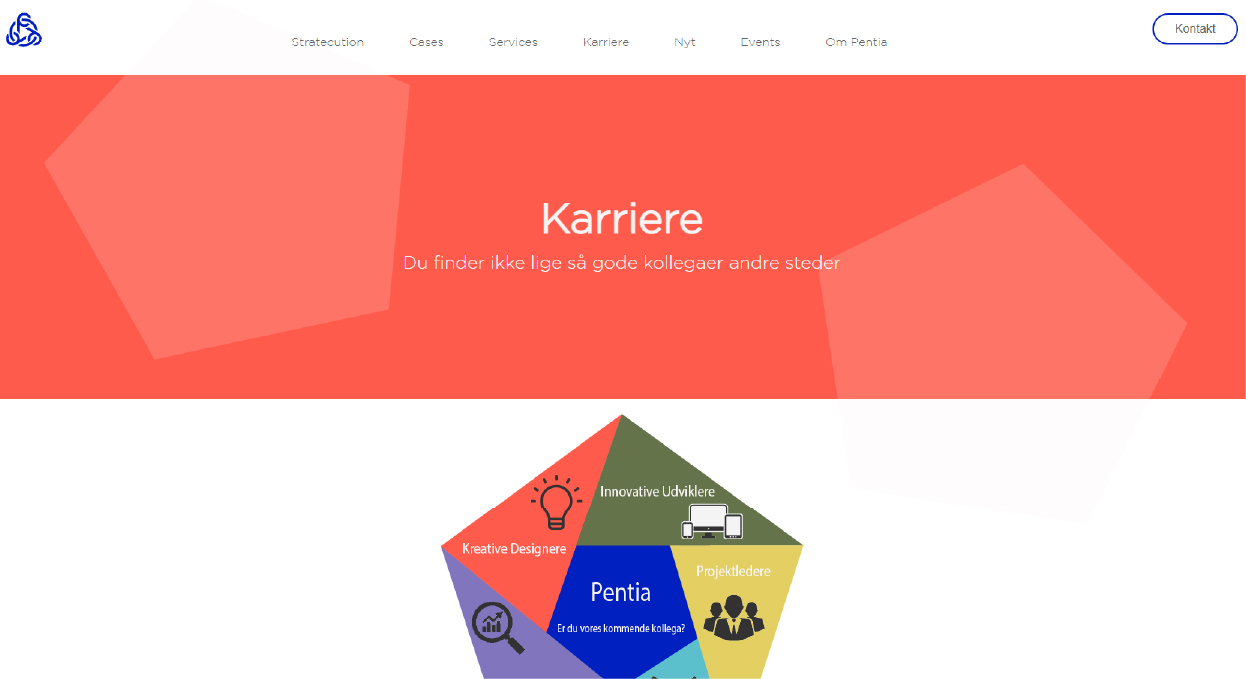 Stratecution Cases Services Karriere Nyt Events Om Pentia Kontakt
Karriere
Du finder ikke lige så gode kollegaer andre steder
Innovative Udviklere
Kreative Designere
Projektledere
Pentia
Er du vores kommende kollega?